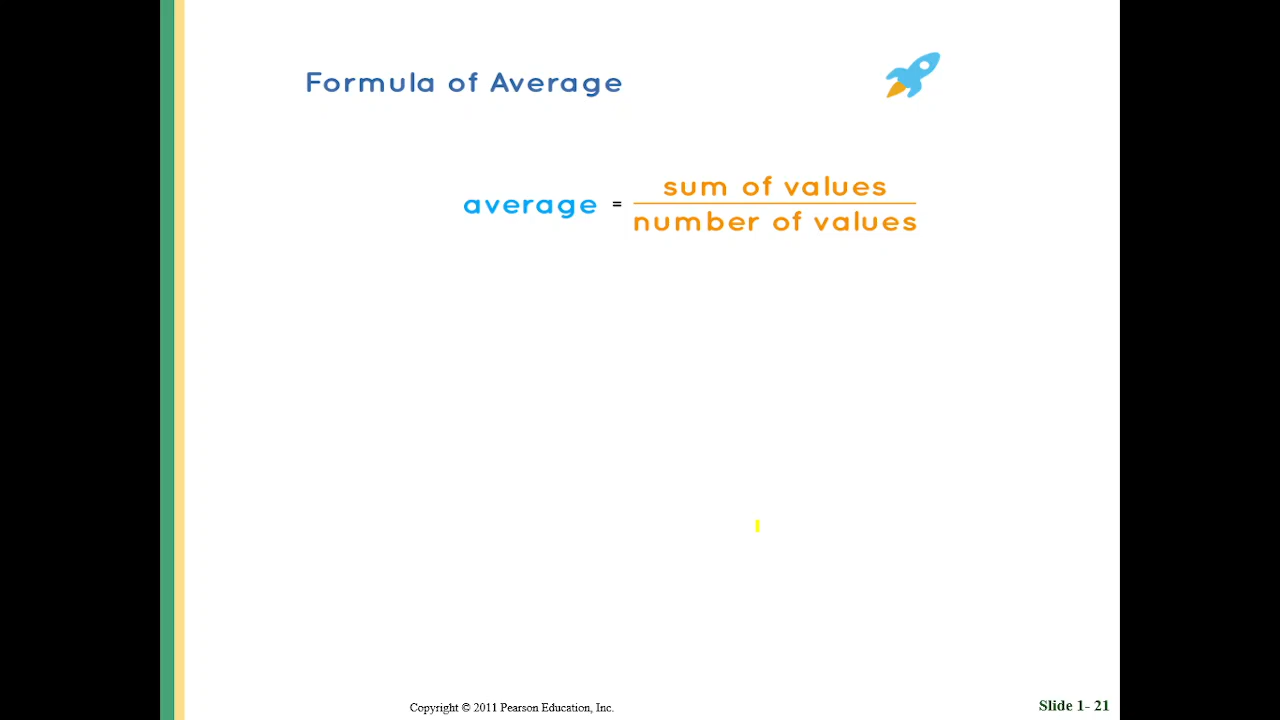 Formula of Average
average = sum of values
number of values
Copyright © 2011 Pearson Education, Inc.
Slide 1- 21